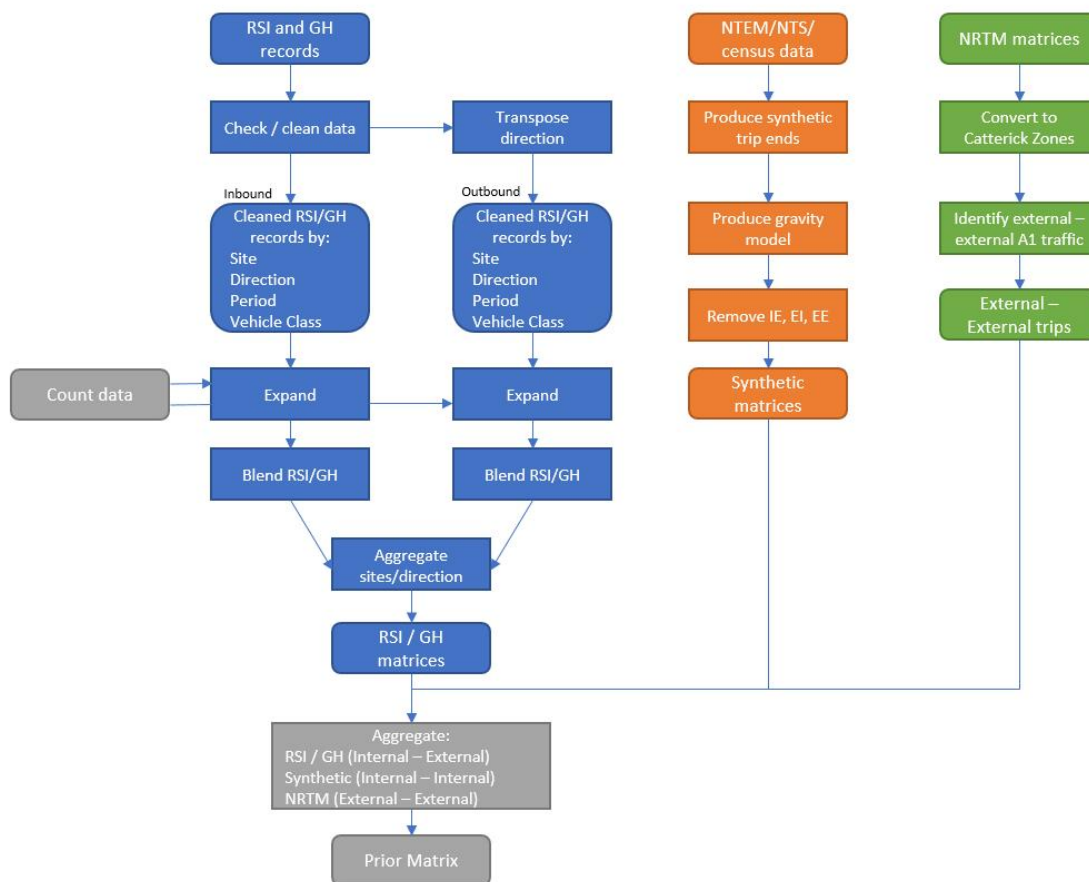 RSI and GH
records
NTEM/NTS/
census data
NRTM matrices
Check / clean data
Transpose
direction
Produce synthetic
trip ends
Convert to
Catterick Zones
Inbound
Outbound
Cleaned RSI/GH
records by:
Site
Direction
Period
Vehicle Class
Cleaned RSI/GH
records by:
Site
Direction
Period
Vehicle Class
Produce gravity
model
Identify external –
external A1 traffic
Remove IE, EI, EE
External –
External trips
Count data
Expand
Expand
Synthetic
matrices
Blend RSI/GH
Blend RSI/GH
Aggregate
sites/direction
RSI / GH
matrices
Aggregate:
RSI / GH (Internal – External)
Synthetic (Internal – Internal)
NRTM (External – External)
Prior Matrix